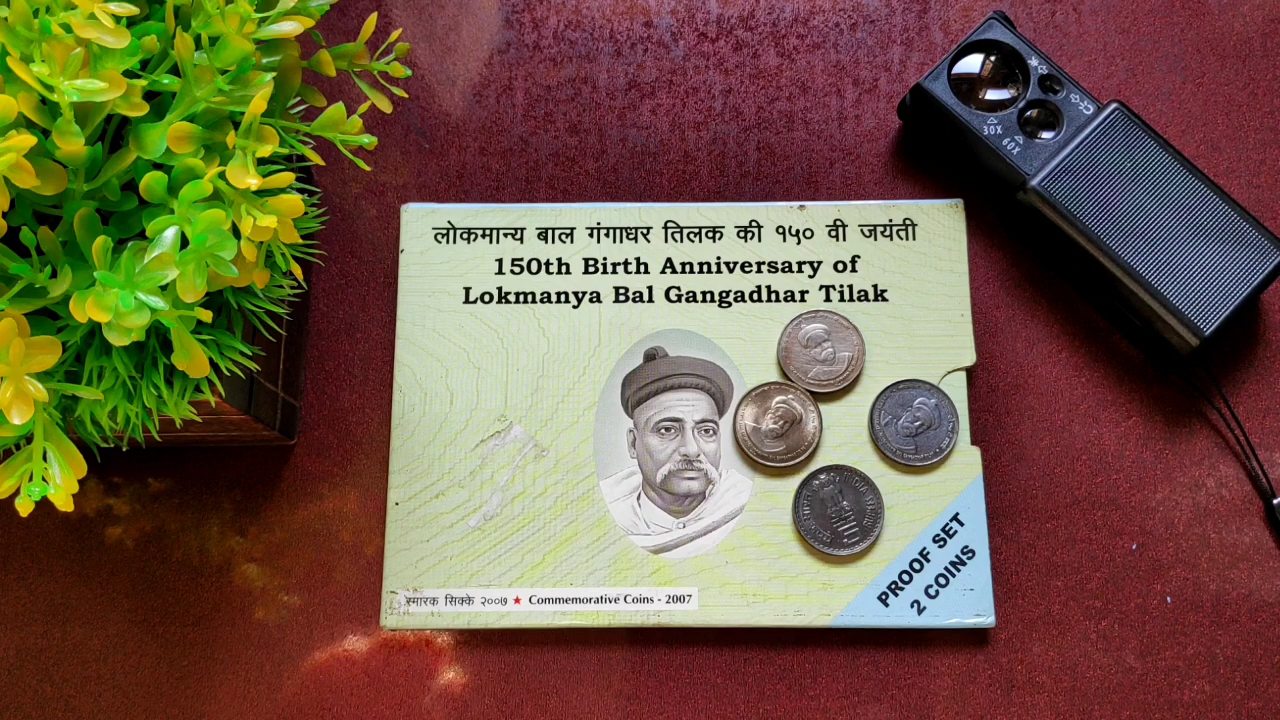 लोकमान्य बाल गंगाधर तिलक की १५० वी जयंती
150th Birth Anniversary of
Lokmanya Bal Gangadhar Tilak
स्मारक सिक्के २००७ ★ Commemorative Coins - 2007
PROOF SET
2 COINS
30X
60X